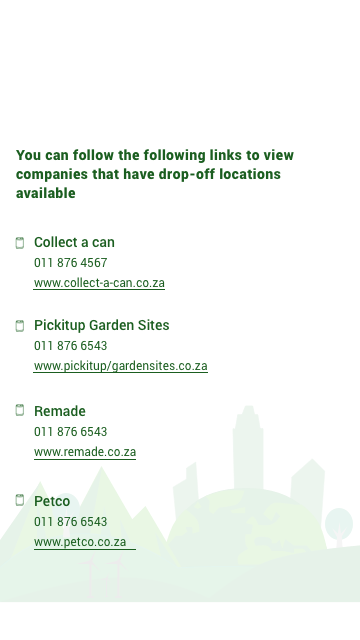 You can follow the following links to view
companies that have drop-off locations
available
Collect a can
011 876 4567
www.collect-a-can.co.za
Pickitup Garden Sites
011 876 6543
www.pickitup/gardensites.co.za
Remade
011 876 6543
www.remade.co.za
Petco
011 876 6543
www.petco.co.za